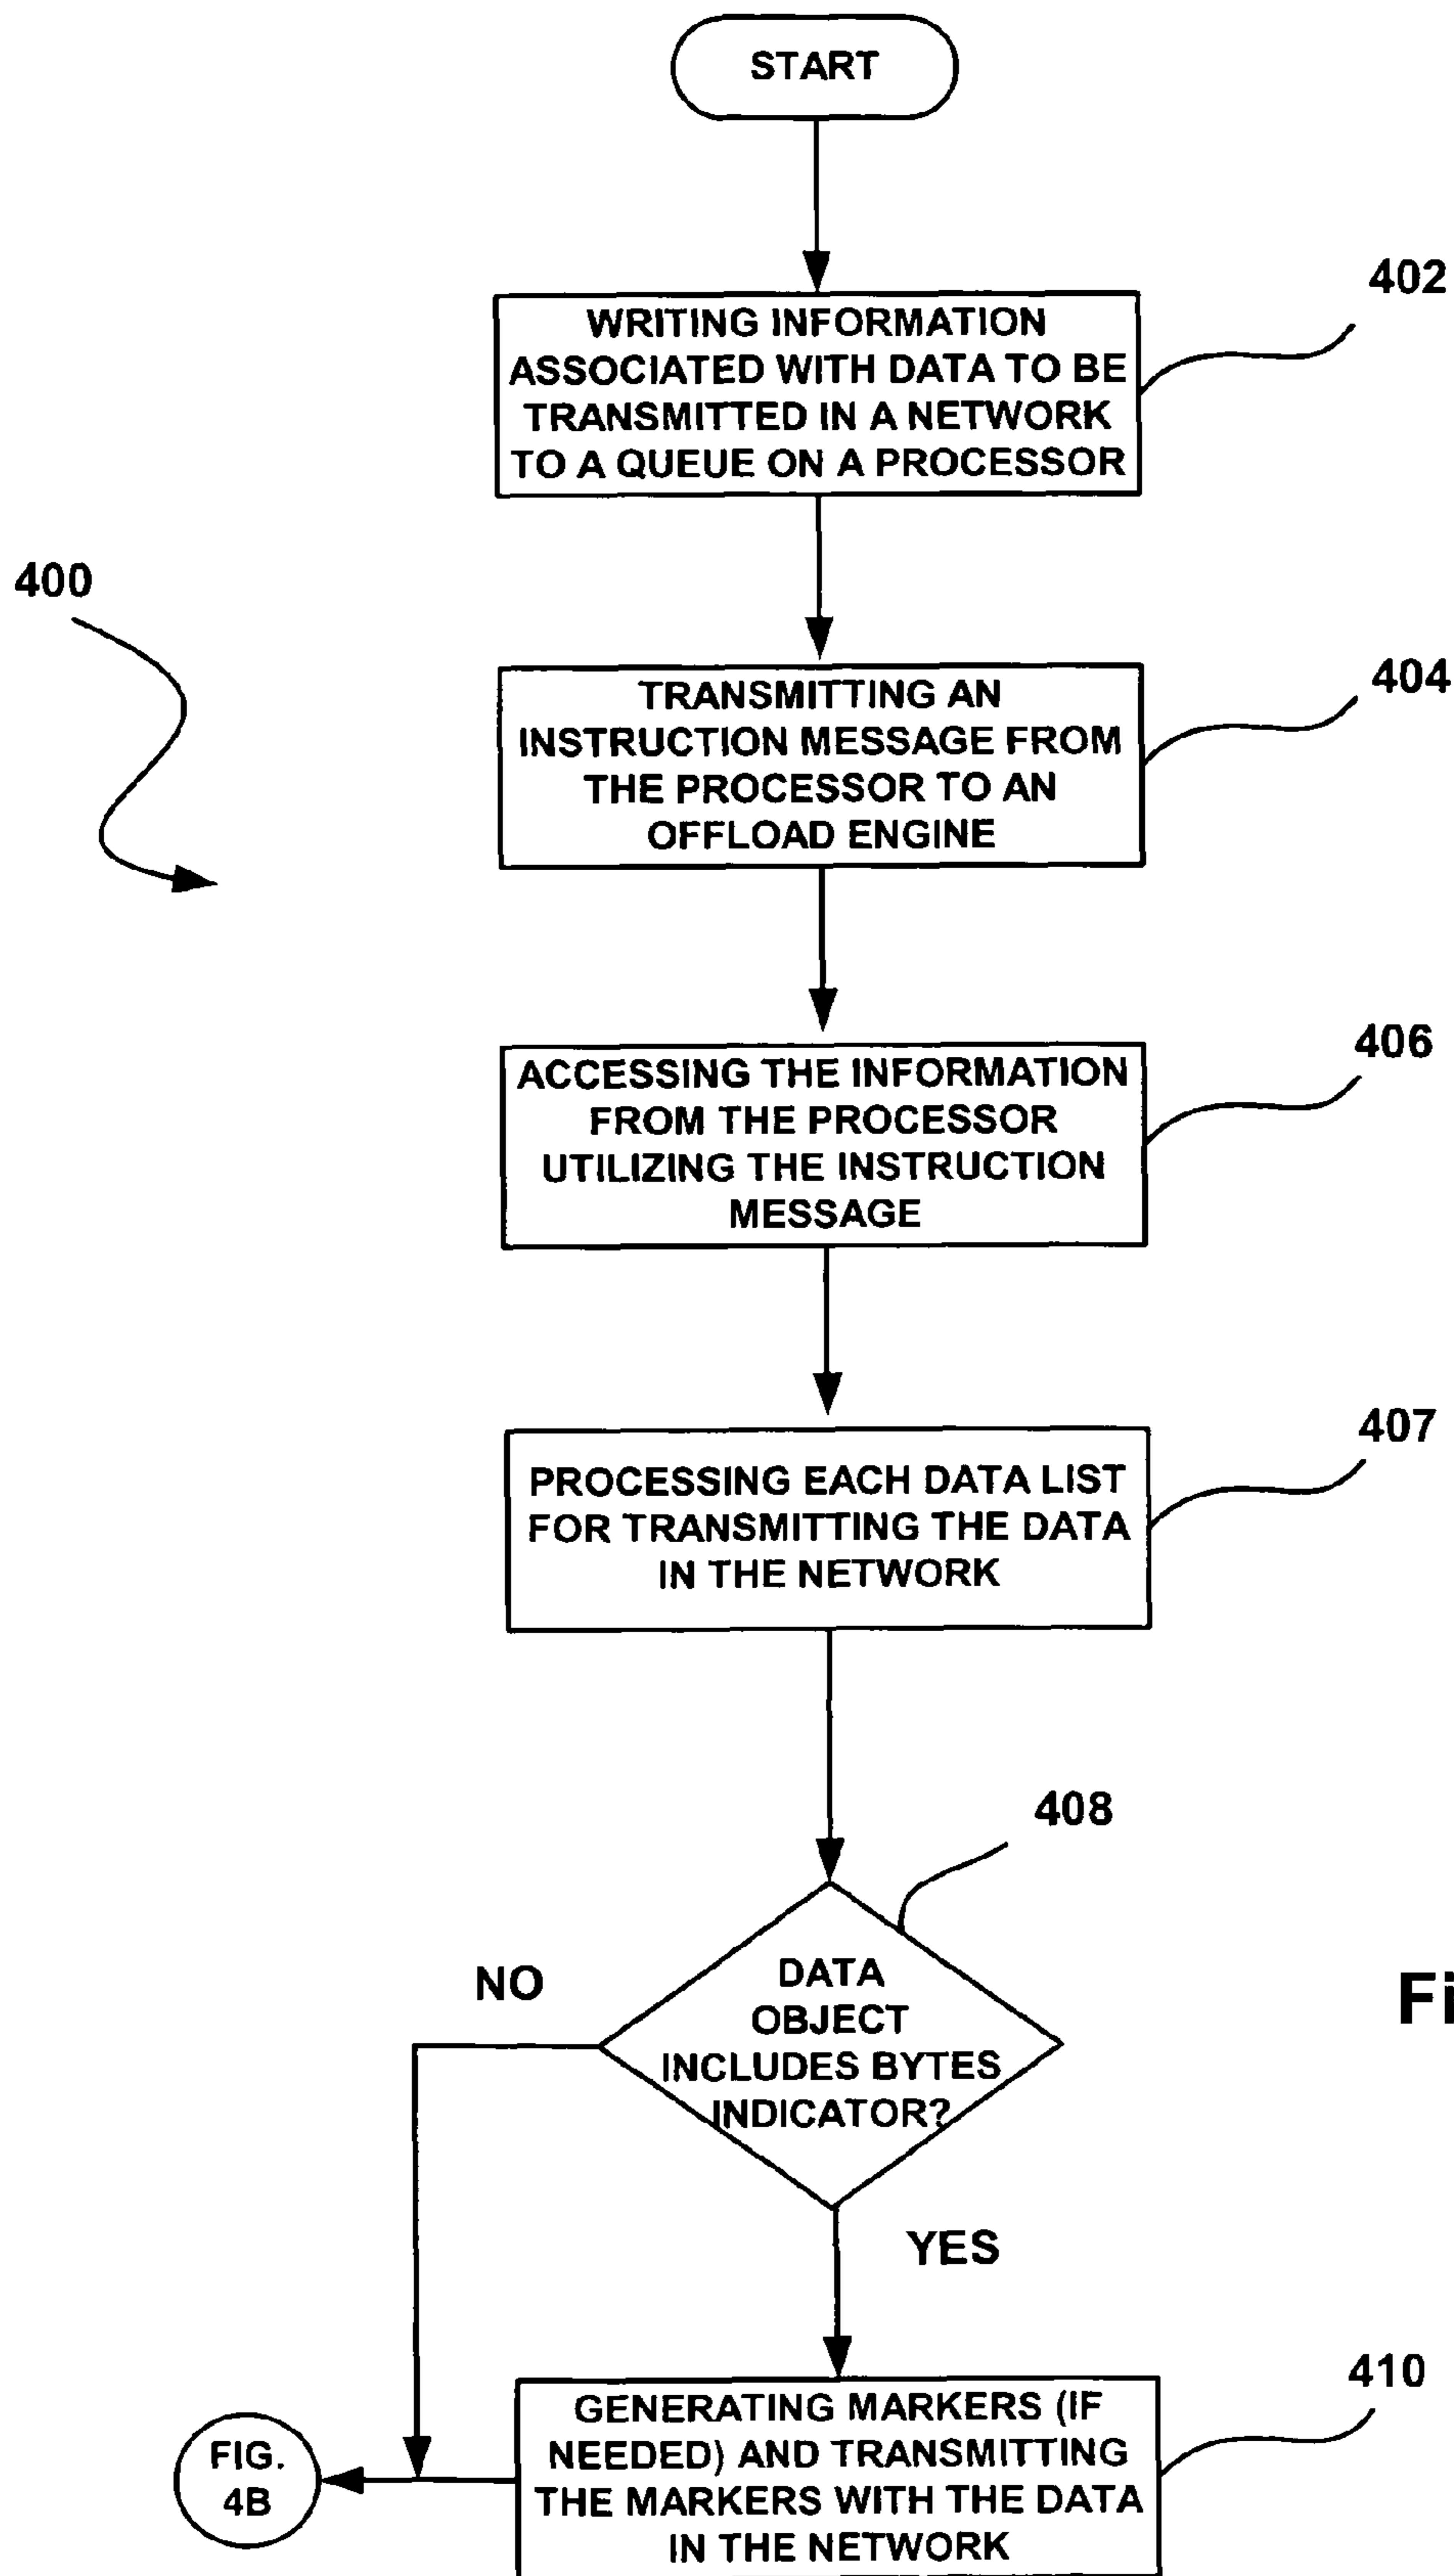 START
402
WRITING INFORMATION
ASSOCIATED WITH DATA TO BE
TRANSMITTED IN A NETWORK
TO A QUEUE ON A PROCESSOR
400
404
TRANSMITTING AN
INSTRUCTION MESSAGE FROM
THE PROCESSOR TO AN
OFFLOAD ENGINE
406
ACCESSING THE INFORMATION
FROM THE PROCESSOR
UTILIZING THE INSTRUCTION
MESSAGE
407
PROCESSING EACH DATA LIST
FOR TRANSMITTING THE DATA
IN THE NETWORK
408
NO
DATA
OBJECT
INCLUDES BYTES
INDICATOR?
Fi
YES
410
GENERATING MARKERS (IF
NEEDED) AND TRANSMITTING
THE MARKERS WITH THE DATA
IN THE NETWORK
FIG.
4B